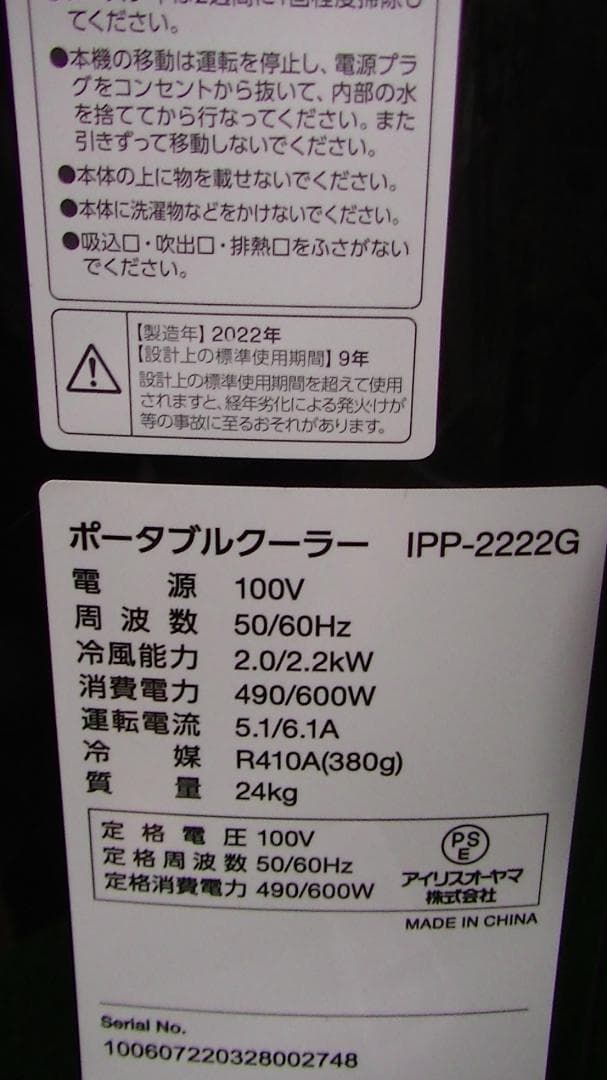 は2週間に1回程度掃除し
てください。
●本機の移動は運転を停止し、電源プラ
グをコンセントから抜いて、内部の水
を捨ててから行なってください。また
引きずって移動しないでください。
●本体の上に物を載せないでください。
●本体に洗濯物などをかけないでください。
●吸込口・吹出口・排熱口をふさがない
でください。
【製造年】2022年
【設計上の標準使用期間】9年
設計上の標準使用期間を超えて使用
されますと、経年劣化による発火・けが
等の事故に至るおそれがあります。
ポータブルクーラー IPP-2222G
電源 100V
周波数 50/60Hz
冷風能力 2.0/2.2kW
消費電力 490/600W
運転電流 5.1/6.1A
冷媒 R410A(380g)
質量 24kg
定格電圧 100V
定格周波数 50/60Hz
定格消費電力 490/600W
PS
E
アイリスオーヤマ
株式会社
MADE IN CHINA
Serial No.
100607220328002748